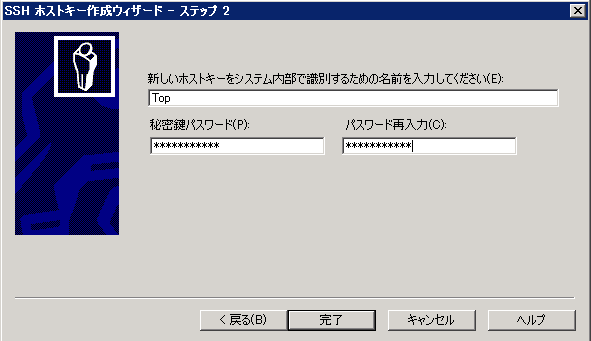 SSH ホストキー作成ウィザード - ステップ 2
新しいホストキーをシステム内部で識別するための名前を入力してください(E):
Top
秘密鍵パスワード(P): パスワード再入力(C):
*********** ***********
< 戻る(B) 完了 キャンセル ヘルプ